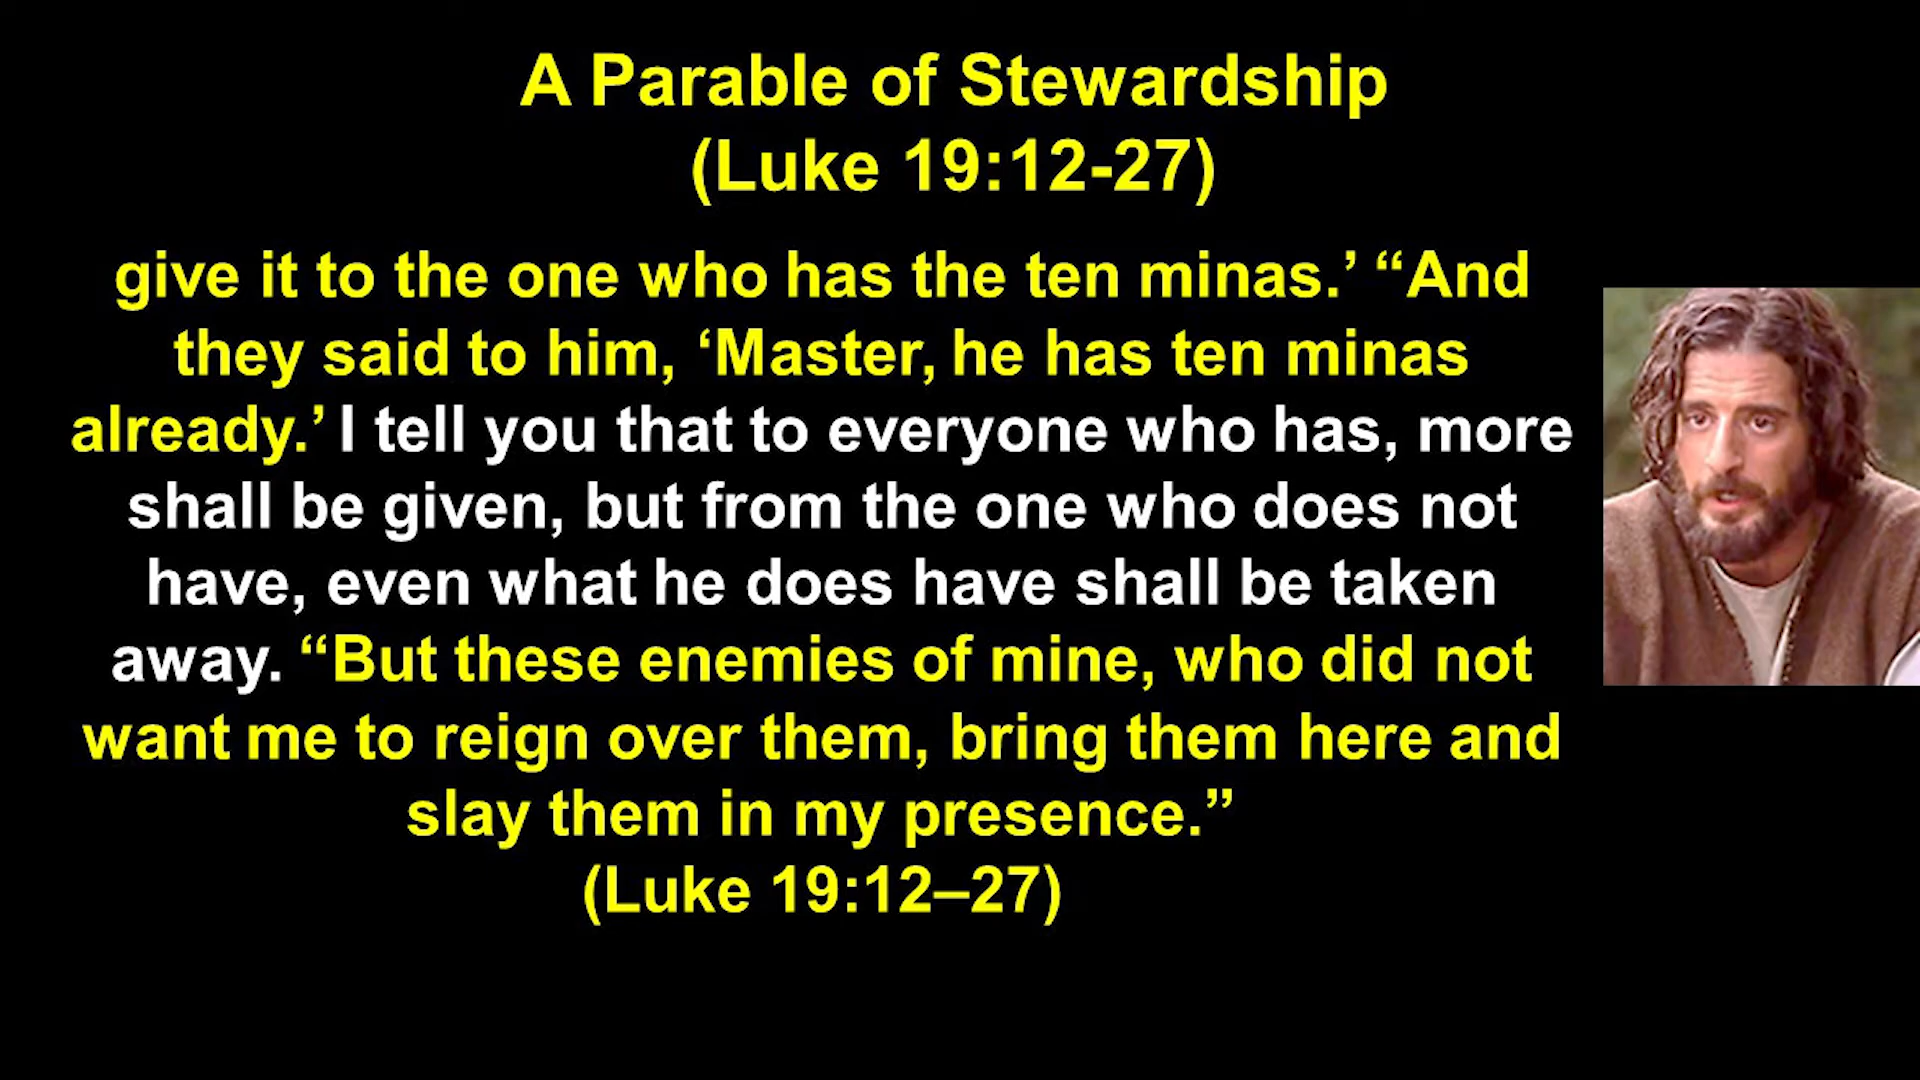 A Parable of Stewardship
(Luke 19:12-27)
give it to the one who has the ten minas.’ “And
they said to him, ‘Master, he has ten minas
already.’ I tell you that to everyone who has, more
shall be given, but from the one who does not
have, even what he does have shall be taken
away. “But these enemies of mine, who did not
want me to reign over them, bring them here and
slay them in my presence.”
(Luke 19:12–27)